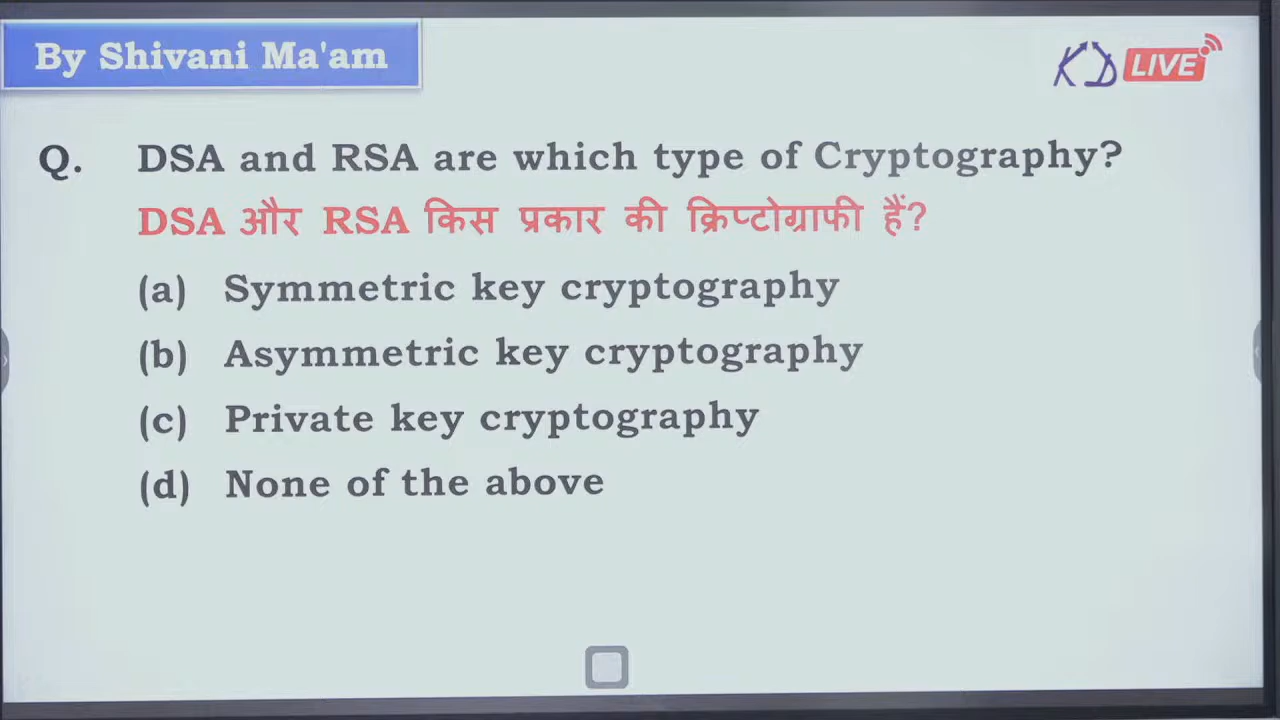 By Shivani Ma'am
KD LIVE
Q. DSA and RSA are which type of Cryptography?
DSA और RSA किस प्रकार की क्रिप्टोग्राफी हैं?
(a) Symmetric key cryptography
(b) Asymmetric key cryptography
(c) Private key cryptography
(d) None of the above